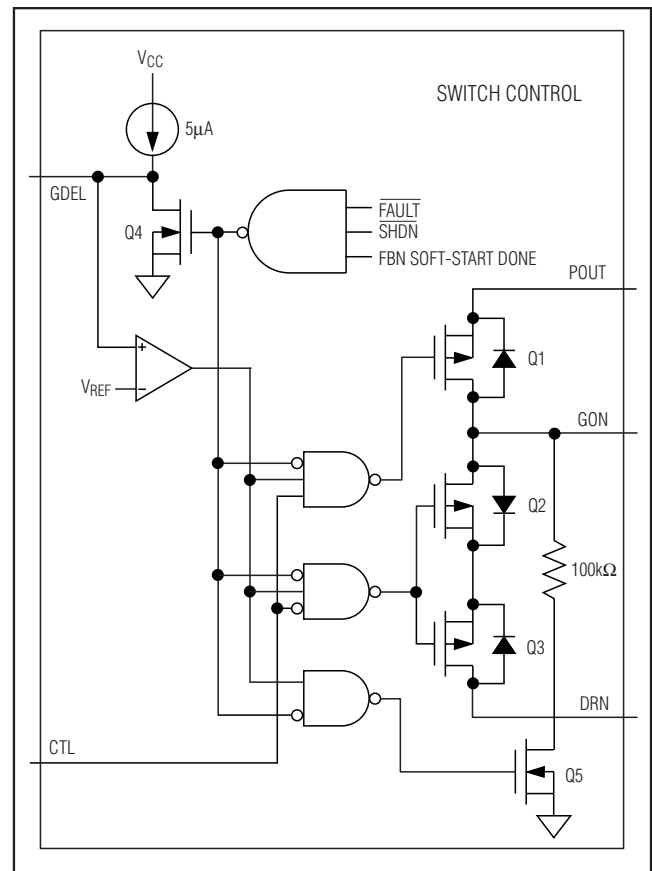 VCC
SWITCH CONTROL
5µA
GDEL
Q4
FAULT
SHDN
FBN SOFT-START DONE
POUT
Q1
VREF
GON
Q2
100kΩ
Q3
DRN
CTL
Q5
+
−